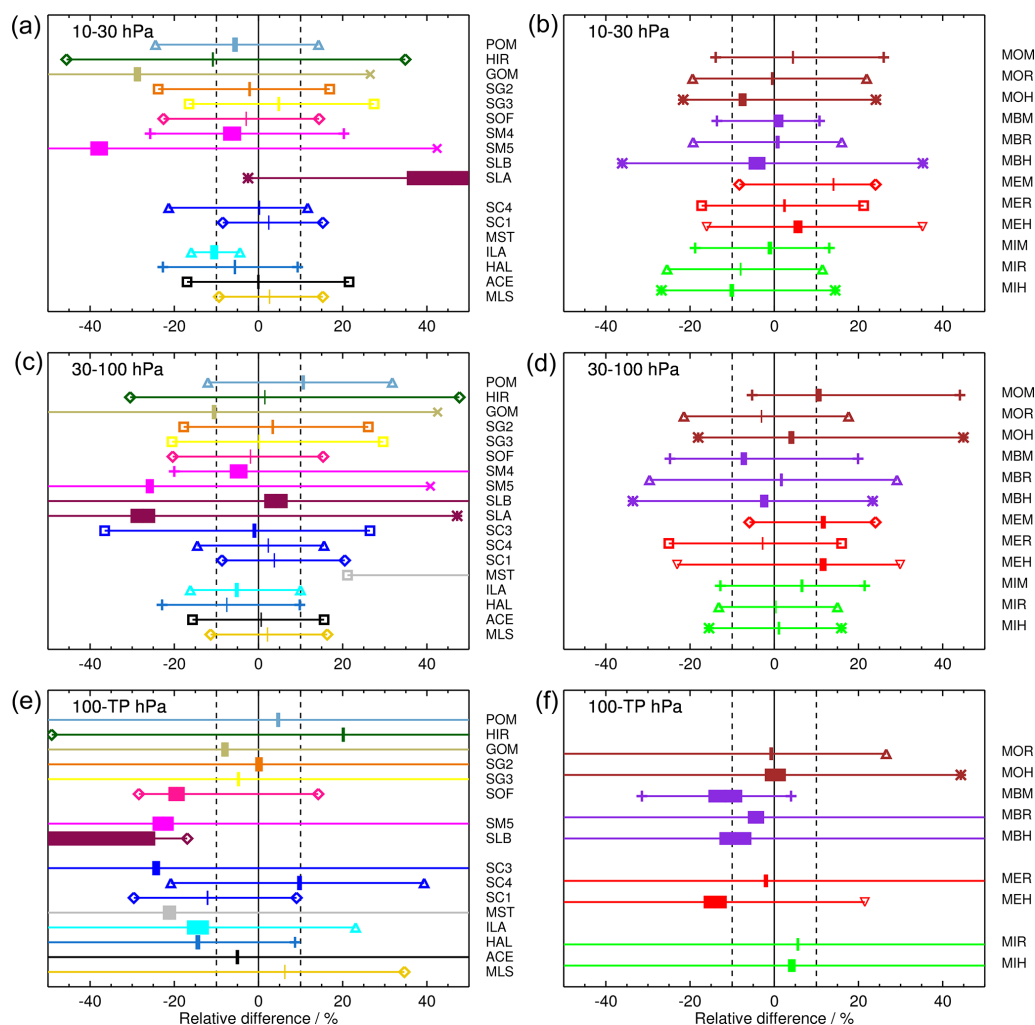 (a)
10-30 hPa
POM
HIR
GOM
SG2
SG3
SOF
SM4
SM5
SLB
SLA
SC4
SC1
MST
ILA
HAL
ACE
MLS
-40 -20 0 20 40
(b)
10-30 hPa
MOM
MOR
MOH
MBM
MBR
MBH
MEM
MER
MEH
MIM
MIR
MIH
-40 -20 0 20 40
(c)
30-100 hPa
POM
HIR
GOM
SG2
SG3
SOF
SM4
SM5
SLB
SLA
SC3
SC4
SC1
MST
ILA
HAL
ACE
MLS
-40 -20 0 20 40
(d)
30-100 hPa
MOM
MOR
MOH
MBM
MBR
MBH
MEM
MER
MEH
MIM
MIR
MIH
-40 -20 0 20 40
(e)
100-TP hPa
POM
HIR
GOM
SG2
SG3
SOF
SM5
SLB
SC3
SC4
SC1
MST
ILA
HAL
ACE
MLS
-40 -20 0 20 40
Relative difference / %
(f)
100-TP hPa
MOR
MOH
MBM
MBR
MBH
MER
MEH
MIR
MIH
-40 -20 0 20 40
Relative difference / %